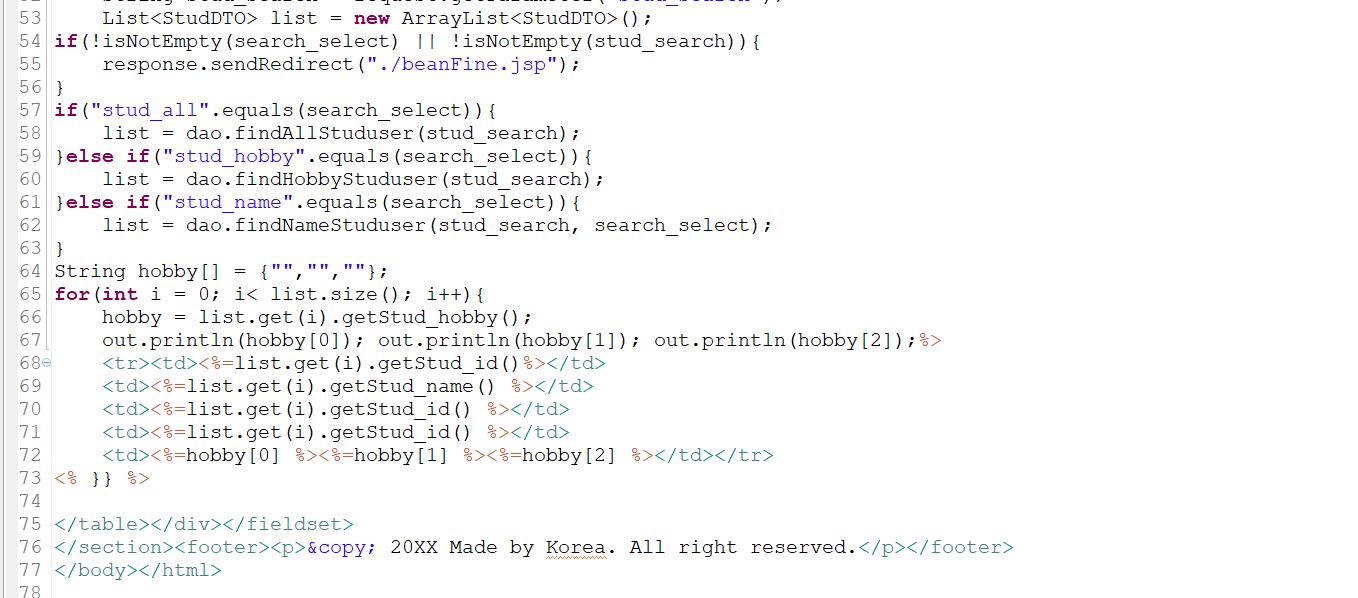 53 List<StudDTO> list = new ArrayList<StudDTO>();
54 if(!isNotEmpty(search_select) || !isNotEmpty(stud_search)){
55 response.sendRedirect("./beanFine.jsp");
56 }
57 if("stud_all".equals(search_select)){
58 list = dao.findAllStuduser(stud_search);
59 }else if("stud_hobby".equals(search_select)){
60 list = dao.findHobbyStuduser(stud_search);
61 }else if("stud_name".equals(search_select)){
62 list = dao.findNameStuduser(stud_search, search_select);
63 }
64 String hobby[] = {"","",""};
65 for(int i = 0; i< list.size(); i++){
66 hobby = list.get(i).getStud_hobby();
67 out.println(hobby[0]); out.println(hobby[1]); out.println(hobby[2]);%>
68 <tr><td><%=list.get(i).getStud_id()%></td>
69 <td><%=list.get(i).getStud_name() %></td>
70 <td><%=list.get(i).getStud_id() %></td>
71 <td><%=list.get(i).getStud_id() %></td>
72 <td><%=hobby[0] %><%=hobby[1] %><%=hobby[2] %></td></tr>
73 <% }} %>
74
75 </table></div></fieldset>
76 </section><footer><p>&copy; 20XX Made by Korea. All right reserved.</p></footer>
77 </body></html>
78